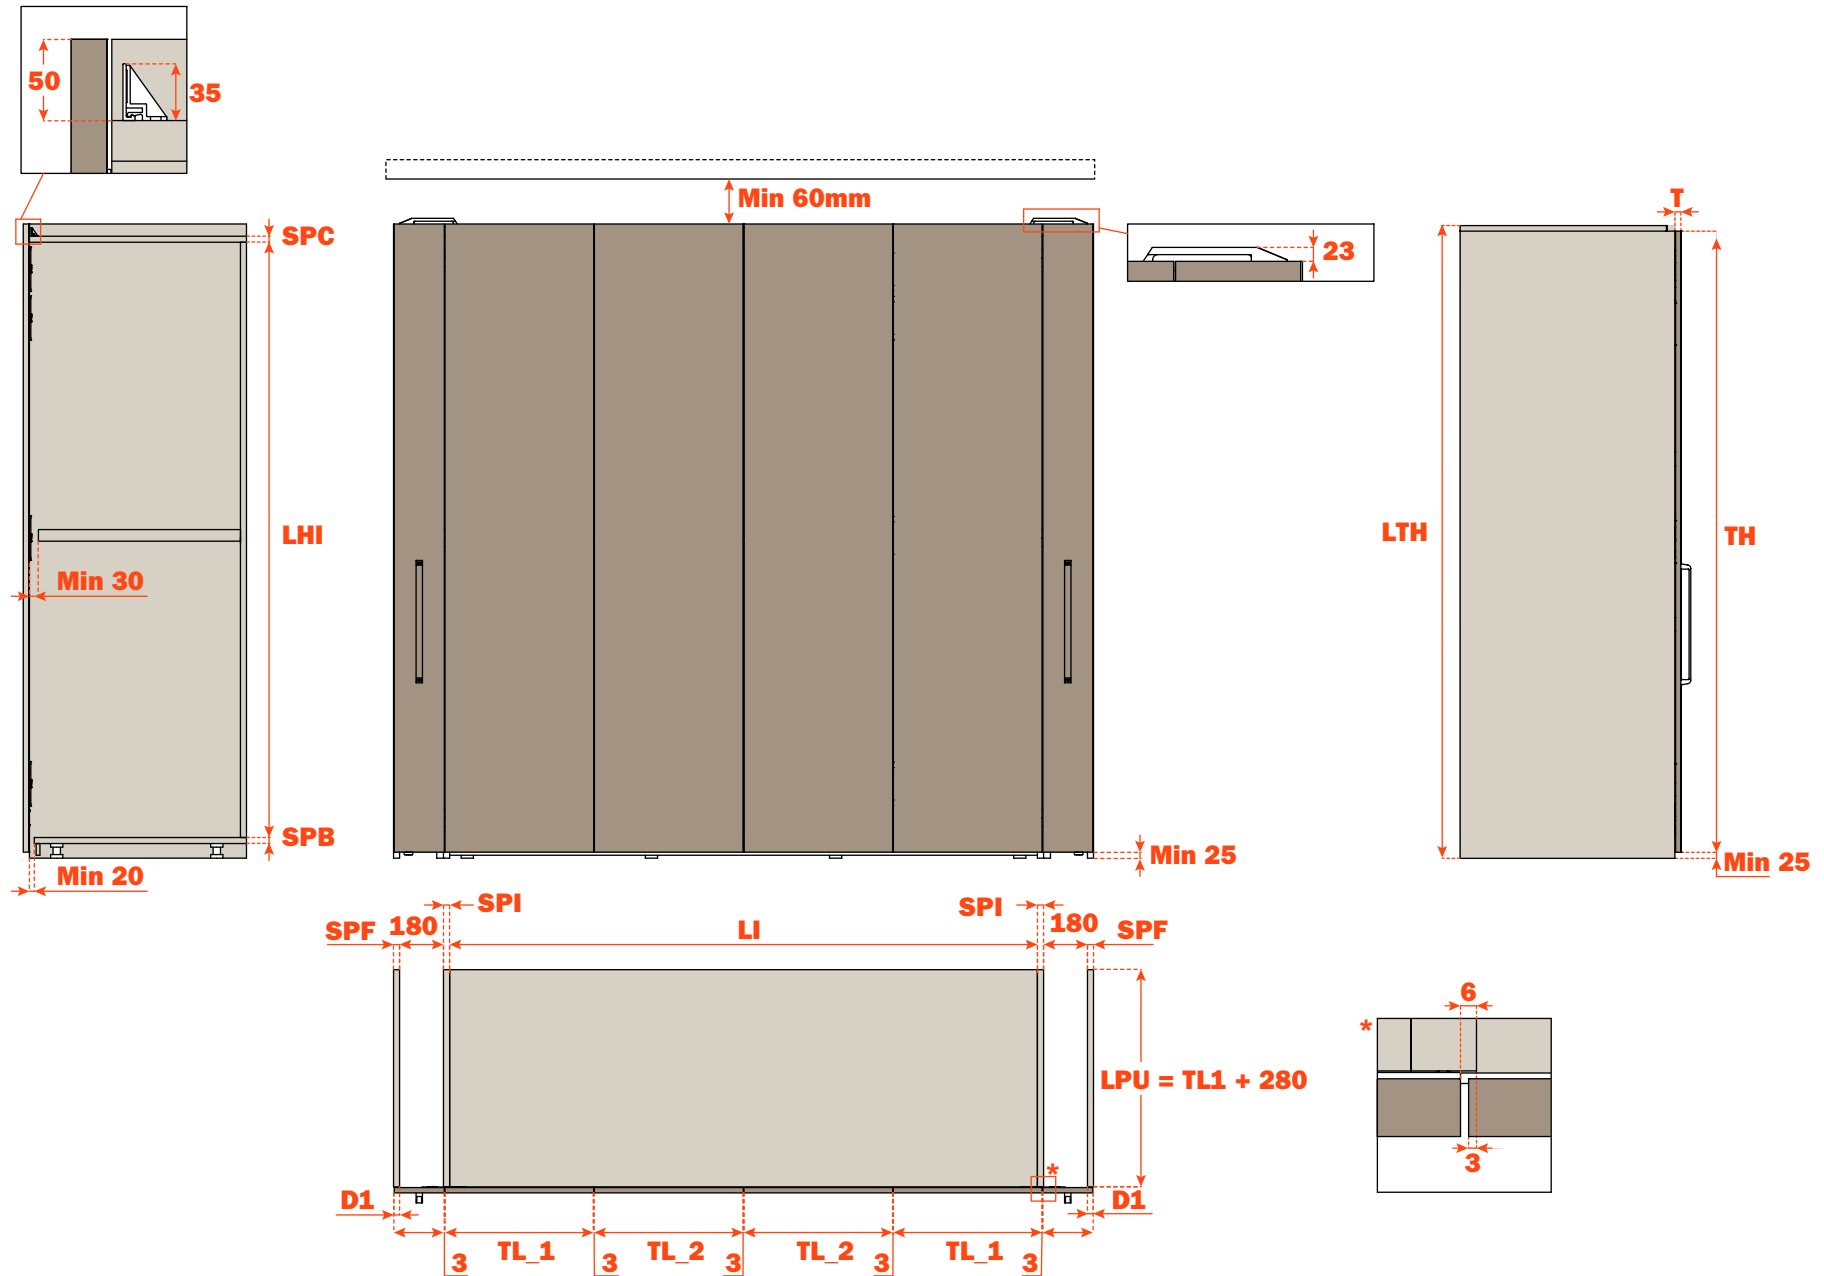 50
35
Min 60mm
T
SPC
23
LHI
LTH
TH
Min 30
SPB
Min 20
Min 25
Min 25
SPI
SPI
SPF
180
LI
180
SPF
6
*
LPU = TL1 + 280
*
3
D1
D1
TL_1
TL_2
TL_2
TL_1
3
3
3
3
3